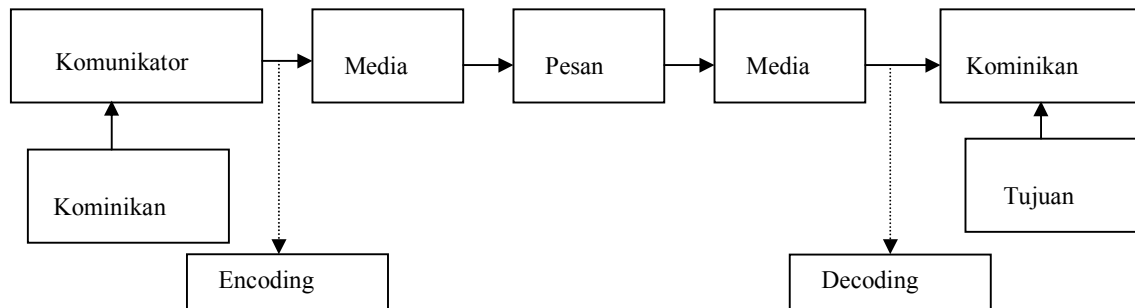 Komunikator
Media
Pesan
Media
Kominikan
Kominikan
Tujuan
Encoding
Decoding